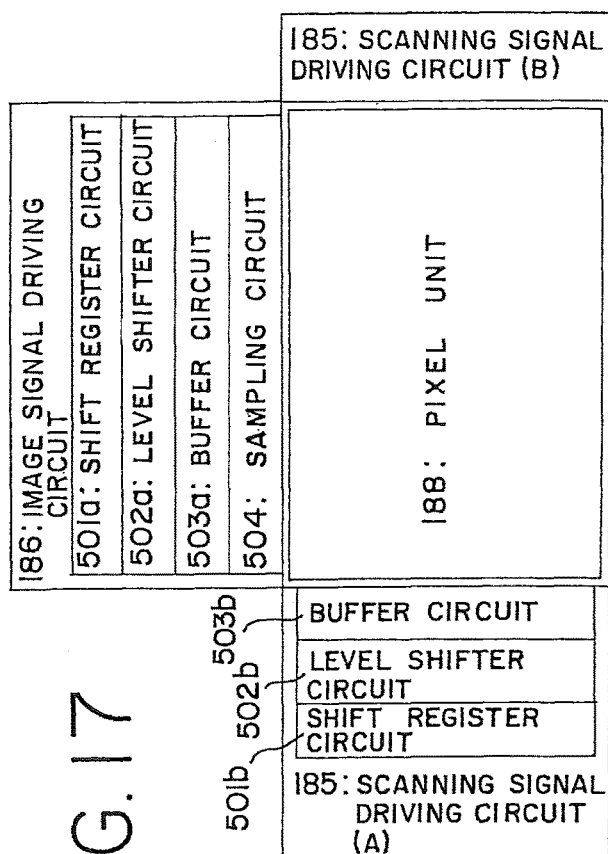 G.17
186: IMAGE SIGNAL DRIVING
CIRCUIT
501a: SHIFT REGISTER CIRCUIT
502a: LEVEL SHIFTER CIRCUIT
503a: BUFFER CIRCUIT
504: SAMPLING CIRCUIT
185: SCANNING SIGNAL
DRIVING CIRCUIT (B)
188: PIXEL UNIT
503b
BUFFER CIRCUIT
502b
LEVEL SHIFTER
CIRCUIT
501b
SHIFT REGISTER
CIRCUIT
185: SCANNING SIGNAL
DRIVING CIRCUIT
(A)